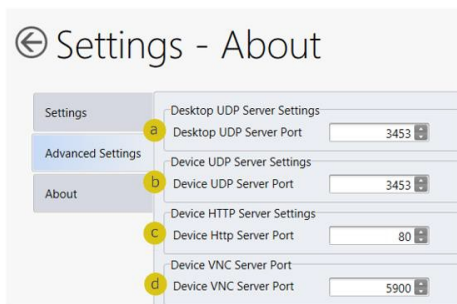 Settings - About
Settings
Advanced Settings
About
Desktop UDP Server Settings
a Desktop UDP Server Port 3453
Device UDP Server Settings
b Device UDP Server Port 3453
Device HTTP Server Settings
c Device Http Server Port 80
Device VNC Server Port
d Device VNC Server Port 5900